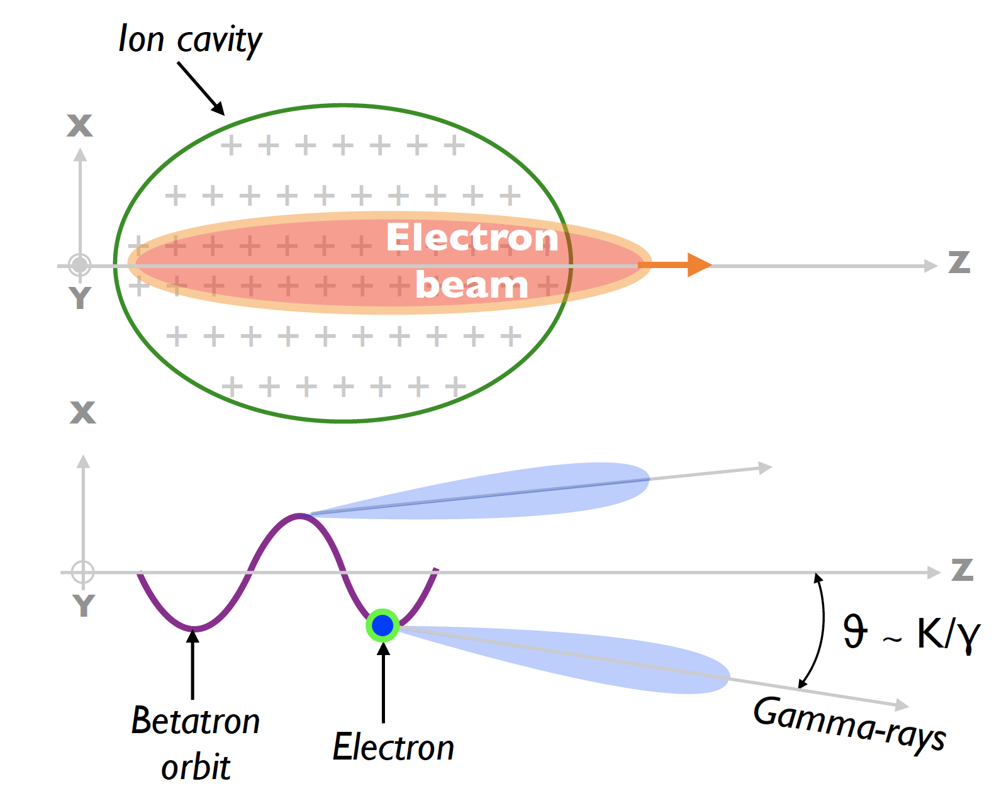 Ion cavity
X
Electron
beam
Z
Y
X
Z
Y
ϑ ~ K/γ
Gamma-rays
Betatron
orbit
Electron